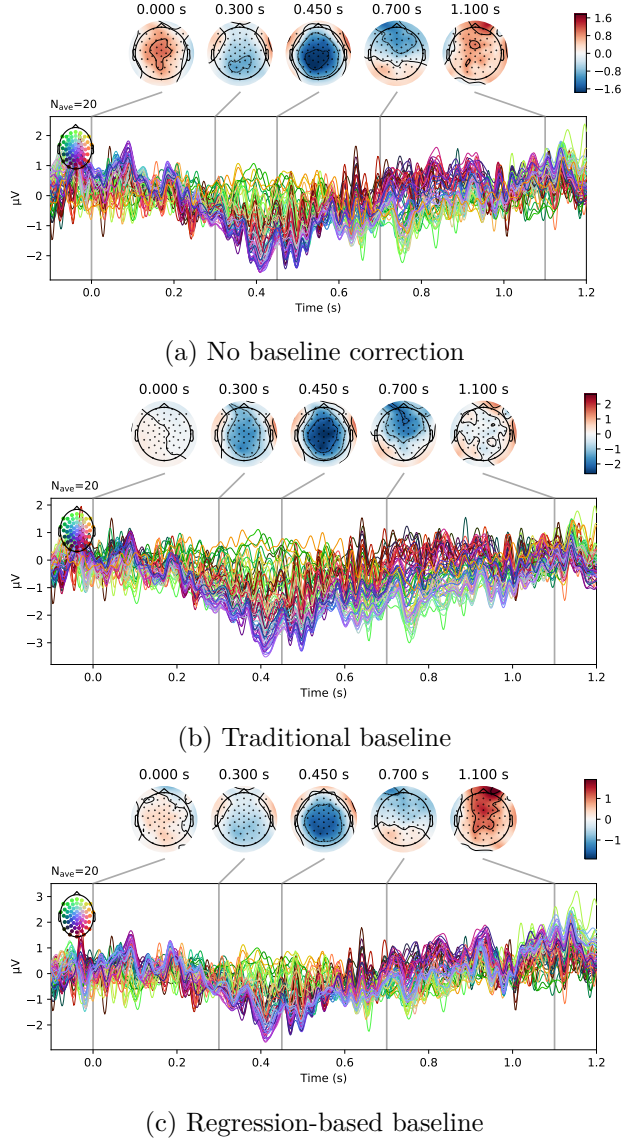 0.000 s 0.300 s 0.450 s 0.700 s 1.100 s
1.6
0.8
0.0
−0.8
−1.6
Nave=20
2
1
0
−1
−2
µV
0.0 0.2 0.4 0.6 0.8 1.0 1.2
Time (s)
(a) No baseline correction
0.000 s 0.300 s 0.450 s 0.700 s 1.100 s
2
1
0
−1
−2
Nave=20
2
1
0
−1
−2
−3
µV
0.0 0.2 0.4 0.6 0.8 1.0 1.2
Time (s)
(b) Traditional baseline
0.000 s 0.300 s 0.450 s 0.700 s 1.100 s
1
0
−1
Nave=20
3
2
1
0
−1
−2
µV
0.0 0.2 0.4 0.6 0.8 1.0 1.2
Time (s)
(c) Regression-based baseline